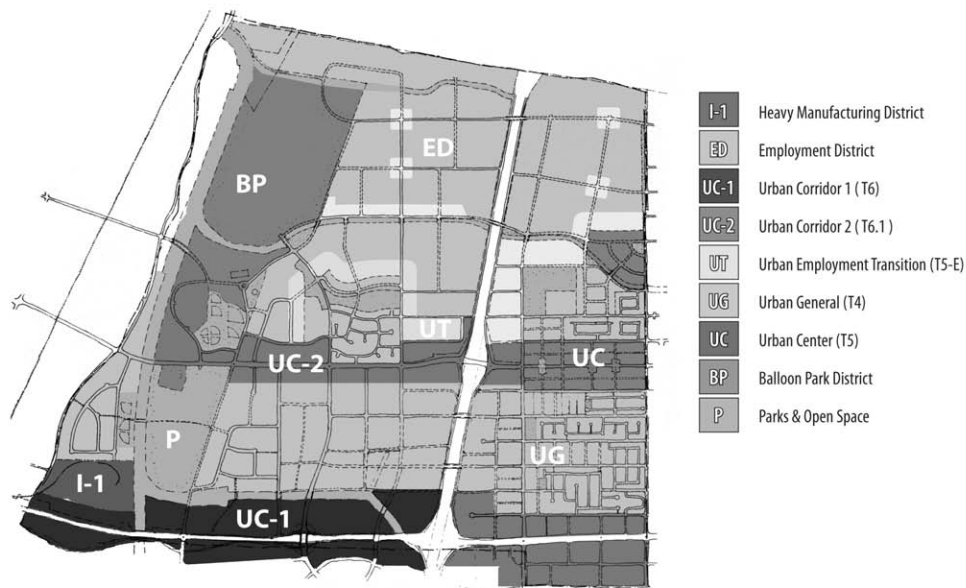 ED
BP
UT
UC-2
UC
P
UG
I-1
UC-1
I-1 Heavy Manufacturing District
ED Employment District
UC-1 Urban Corridor 1 ( T6)
UC-2 Urban Corridor 2 ( T6.1 )
UT Urban Employment Transition (T5-E)
UG Urban General (T4)
UC Urban Center (T5)
BP Balloon Park District
P Parks & Open Space